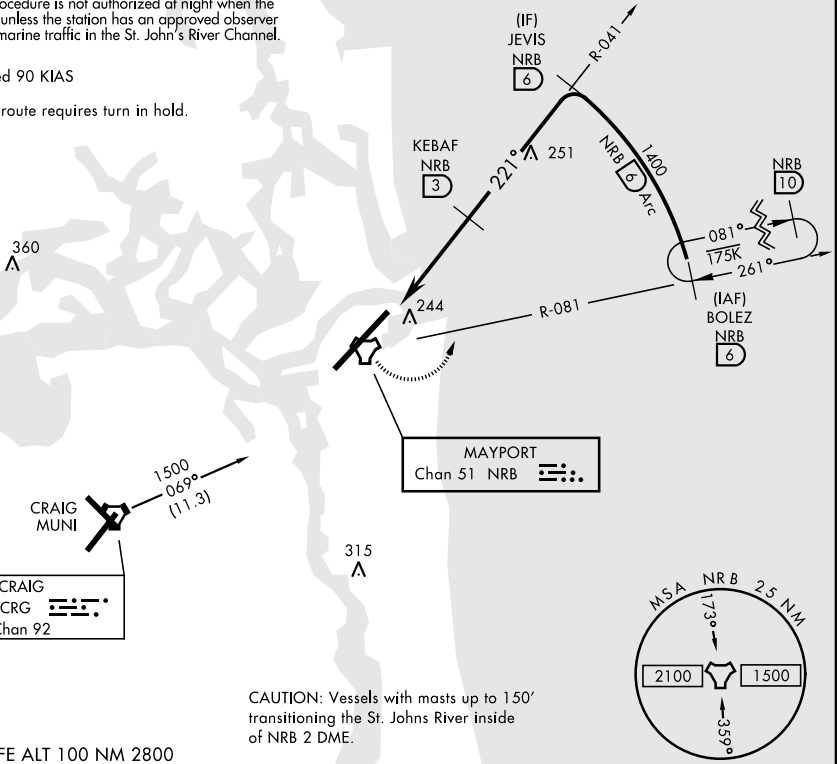 ocedure is not authorized at night when the
unless the station has an approved observer
marine traffic in the St. John's River Channel.
ed 90 KIAS
route requires turn in hold.
(IF)
JEVIS
NRB
6
R-041
KEBAF
NRB
3
221°
251
NRB 6 Arc
1400
NRB
10
081°
175K
261°
360
244
R-081
(IAF)
BOLEZ
NRB
6
MAYPORT
Chan 51 NRB
1500
069°
(11.3)
CRAIG
MUNI
315
CRAIG
CRG
Chan 92
MSA NRB 25 NM
173°
2100
1500
359°
CAUTION: Vessels with masts up to 150'
transitioning the St. Johns River inside
of NRB 2 DME.
FE ALT 100 NM 2800